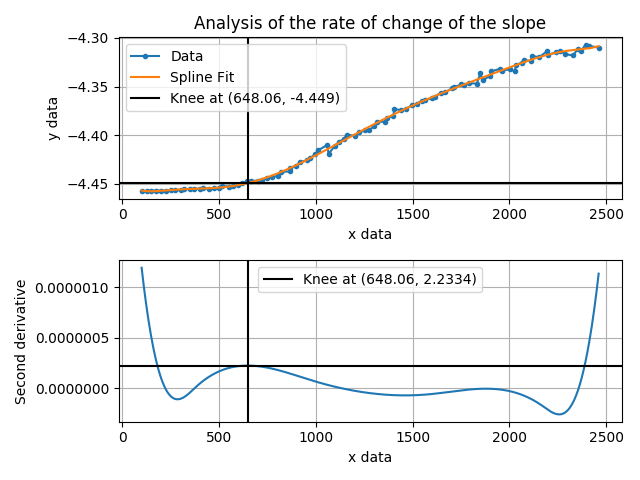 Analysis of the rate of change of the slope
−4.30
−4.35
−4.40
−4.45
y data
Data
Spline Fit
Knee at (648.06, -4.449)
0 500 1000 1500 2000 2500
x data
Second derivative
0.0000010
0.0000005
0.0000000
Knee at (648.06, 2.2334)
0 500 1000 1500 2000 2500
x data